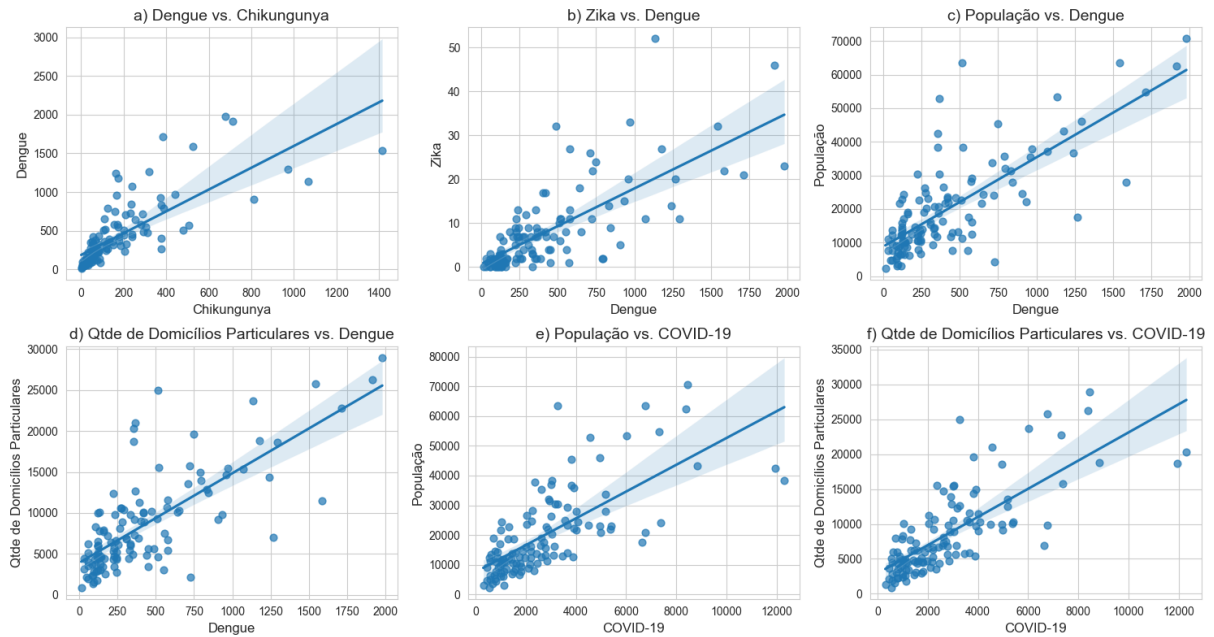 a) Dengue vs. Chikungunya
3000
2500
2000
1500
1000
500
0
Dengue
0 200 400 600 800 1000 1200 1400
Chikungunya
b) Zika vs. Dengue
50
40
30
20
10
0
Zika
0 250 500 750 1000 1250 1500 1750 2000
Dengue
c) População vs. Dengue
70000
60000
50000
40000
30000
20000
10000
0
População
0 250 500 750 1000 1250 1500 1750 2000
Dengue
d) Qtde de Domicílios Particulares vs. Dengue
30000
25000
20000
15000
10000
5000
0
Qtde de Domicílios Particulares
0 250 500 750 1000 1250 1500 1750 2000
Dengue
e) População vs. COVID-19
80000
70000
60000
50000
40000
30000
20000
10000
0
População
0 2000 4000 6000 8000 10000 12000
COVID-19
f) Qtde de Domicílios Particulares vs. COVID-19
35000
30000
25000
20000
15000
10000
5000
0
Qtde de Domicílios Particulares
0 2000 4000 6000 8000 10000 12000
COVID-19